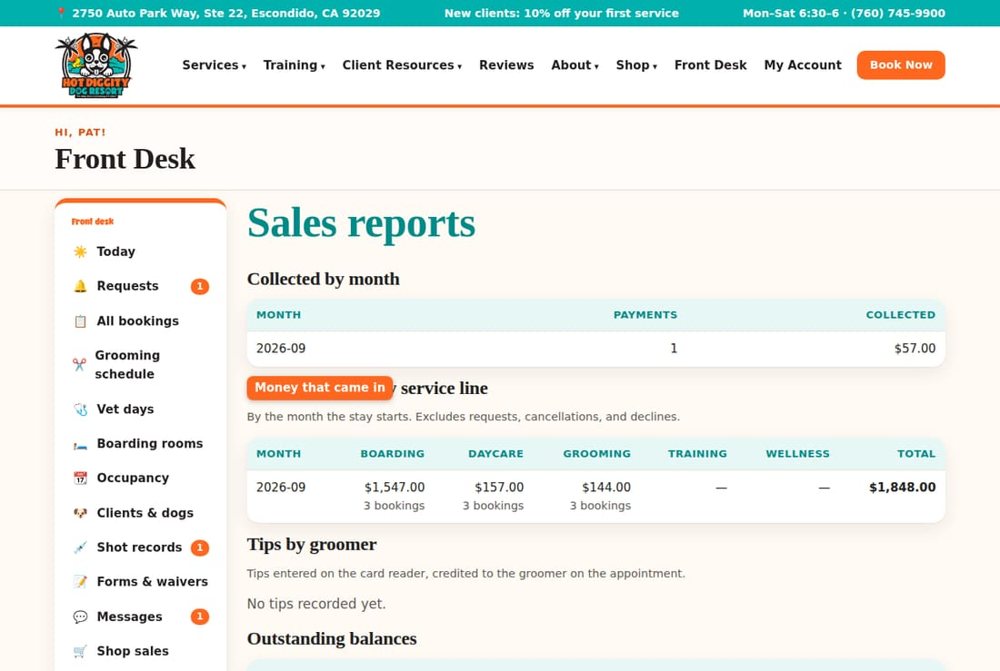 📍 2750 Auto Park Way, Ste 22, Escondido, CA 92029
New clients: 10% off your first service
Mon–Sat 6:30–6 · (760) 745-9900
HOT DIGGITY
DOG RESORT
Services ▾
Training ▾
Client Resources ▾
Reviews
About ▾
Shop ▾
Front Desk
My Account
Book Now
HI, PAT!
Front Desk
Front desk
Today
Requests 1
All bookings
Grooming
schedule
Vet days
Boarding rooms
Occupancy
Clients & dogs
Shot records 1
Forms & waivers
Messages 1
Shop sales
Sales reports
Collected by month
MONTH PAYMENTS COLLECTED
2026-09 1 $57.00
Money that came in
service line
By the month the stay starts. Excludes requests, cancellations, and declines.
MONTH BOARDING DAYCARE GROOMING TRAINING WELLNESS TOTAL
2026-09 $1,547.00 $157.00 $144.00 — — $1,848.00
3 bookings 3 bookings 3 bookings
Tips by groomer
Tips entered on the card reader, credited to the groomer on the appointment.
No tips recorded yet.
Outstanding balances